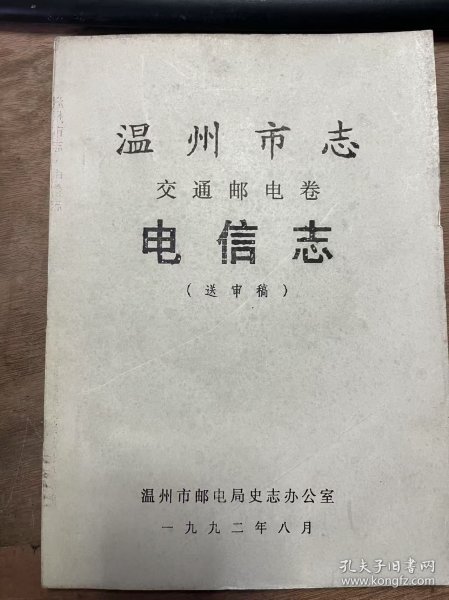 温州市志
交通邮电卷
电信志
（送审稿）
温州市邮电局史志办公室
一九九二年八月
孔夫子旧书网
www.kongfz.com